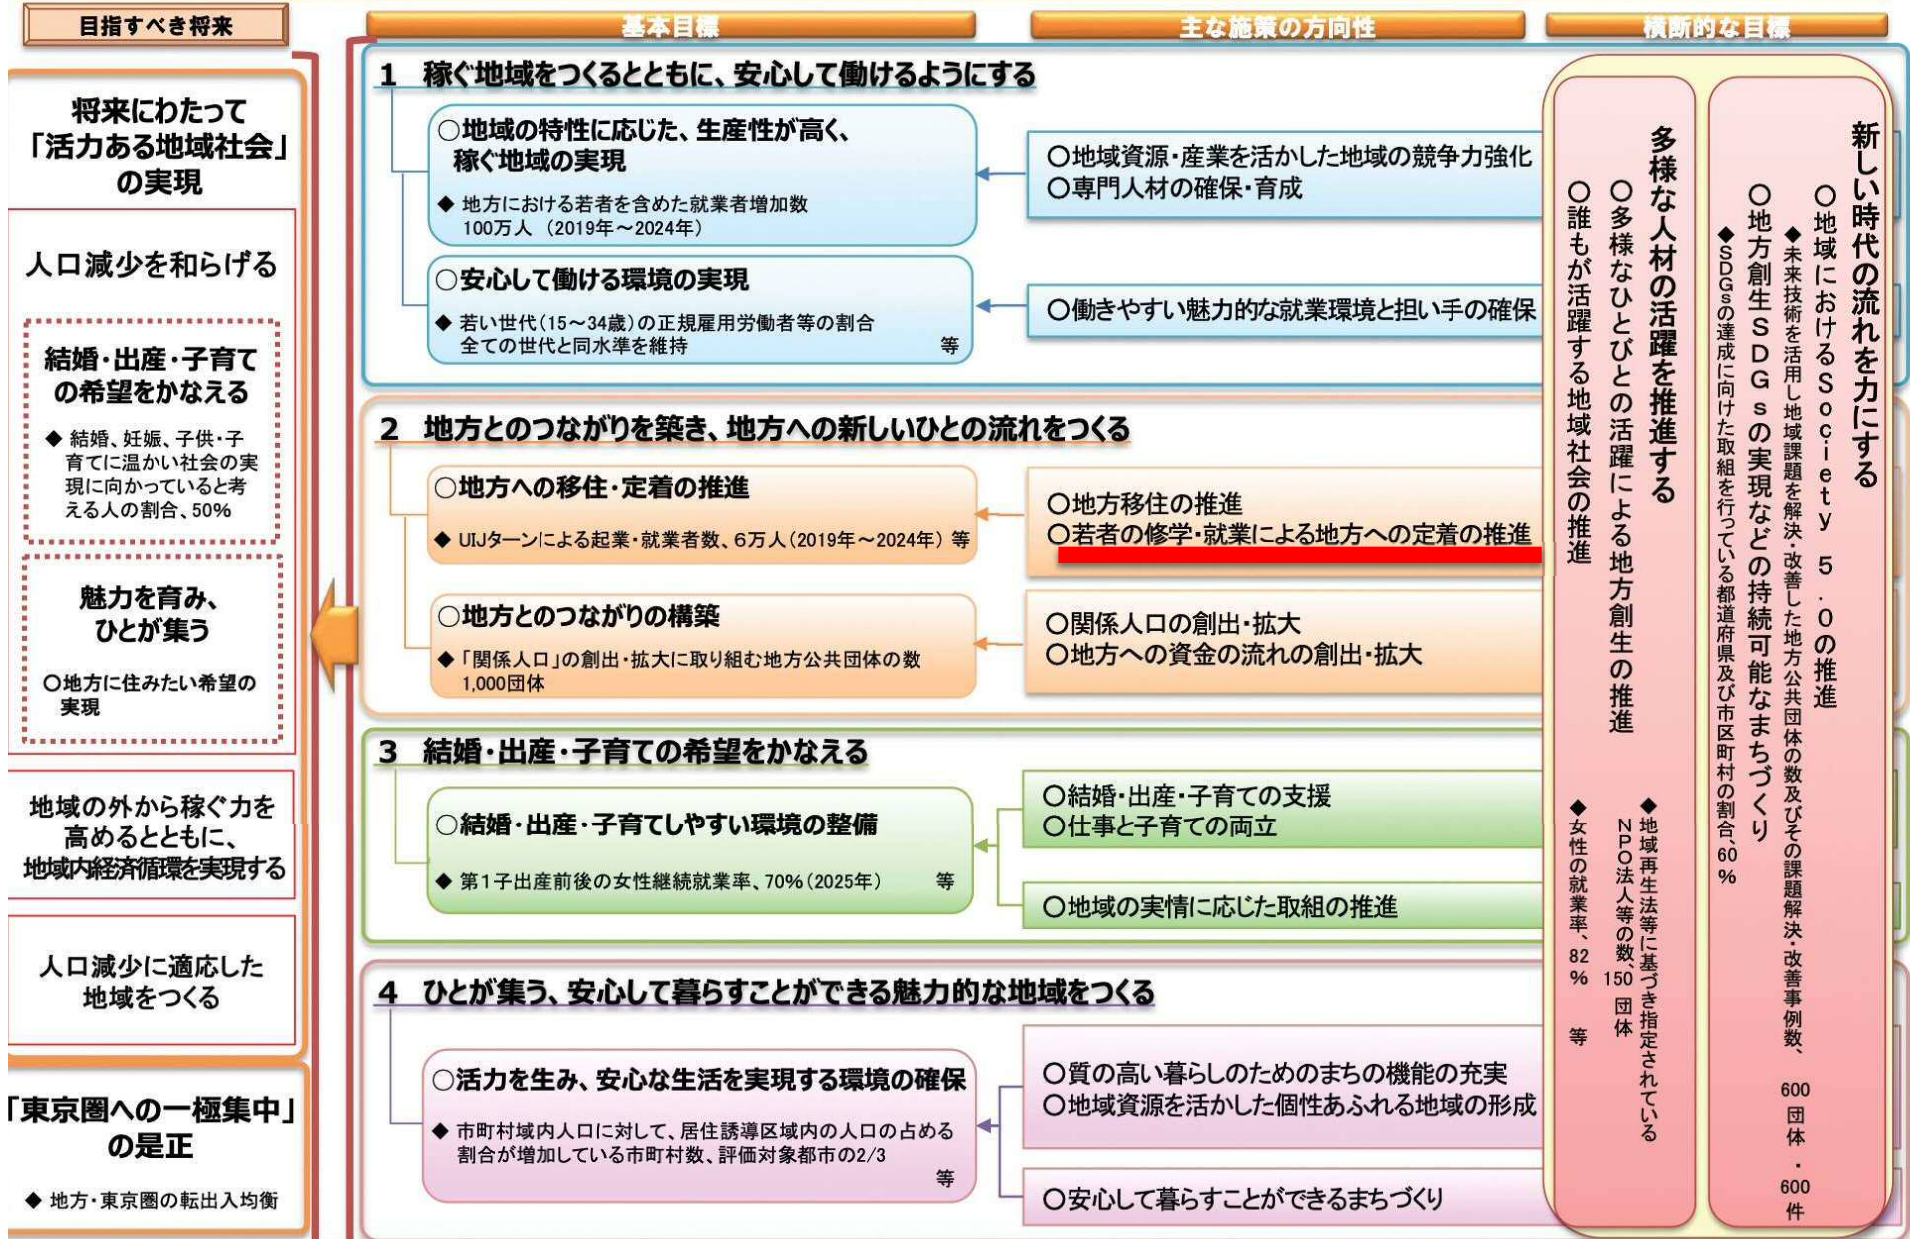 目指すべき将来
将来にわたって
「活力ある地域社会」
の実現
人口減少を和らげる
結婚・出産・子育て
の希望をかなえる
◆ 結婚、妊娠、子供・子
育てに温かい社会の実
現に向かっていると考
える人の割合、50%
魅力を育み、
ひとが集う
○地方に住みたい希望の
実現
地域の外から稼ぐ力を
高めるとともに、
地域内経済循環を実現する
人口減少に適応した
地域をつくる
「東京圏への一極集中」
の是正
◆ 地方・東京圏の転出入均衡
基本目標
主な施策の方向性
横断的な目標
1 稼ぐ地域をつくるとともに、安心して働けるようにする
○地域の特性に応じた、生産性が高く、
稼ぐ地域の実現
◆ 地方における若者を含めた就業者増加数
100万人 （2019年～2024年）
○地域資源・産業を活かした地域の競争力強化
○専門人材の確保・育成
○安心して働ける環境の実現
◆ 若い世代（15～34歳）の正規雇用労働者等の割合
全ての世代と同水準を維持 等
○働きやすい魅力的な就業環境と担い手の確保
2 地方とのつながりを築き、地方への新しいひとの流れをつくる
○地方への移住・定着の推進
◆ UIJターンによる起業・就業者数、6万人（2019年～2024年） 等
○地方移住の推進
○若者の修学・就業による地方への定着の推進
○地方とのつながりの構築
◆ 「関係人口」の創出・拡大に取り組む地方公共団体の数
1,000団体
○関係人口の創出・拡大
○地方への資金の流れの創出・拡大
3 結婚・出産・子育ての希望をかなえる
○結婚・出産・子育てしやすい環境の整備
◆ 第1子出産前後の女性継続就業率、70%（2025年） 等
○結婚・出産・子育ての支援
○仕事と子育ての両立
○地域の実情に応じた取組の推進
4 ひとが集う、安心して暮らすことができる魅力的な地域をつくる
○活力を生み、安心な生活を実現する環境の確保
◆ 市町村域内人口に対して、居住誘導区域内の人口の占める
割合が増加している市町村数、評価対象都市の2/3
等
○質の高い暮らしのためのまちの機能の充実
○地域資源を活かした個性あふれる地域の形成
○安心して暮らすことができるまちづくり
新しい時代の流れを力にする
○地域におけるSociety 5.0の推進
◆未来技術を活用し地域課題を解決・改善した地方公共団体の数及びその課題解決・改善事例数、 600団体・600件
○地方創生SDGsの実現などの持続可能なまちづくり
◆SDGsの達成に向けた取組を行っている都道府県及び市区町村の割合、60%
多様な人材の活躍を推進する
○多様なひとびとの活躍による地方創生の推進
◆地域再生法等に基づき指定されている
NPO法人等の数、150団体
○誰もが活躍する地域社会の推進
◆女性の就業率、82% 等